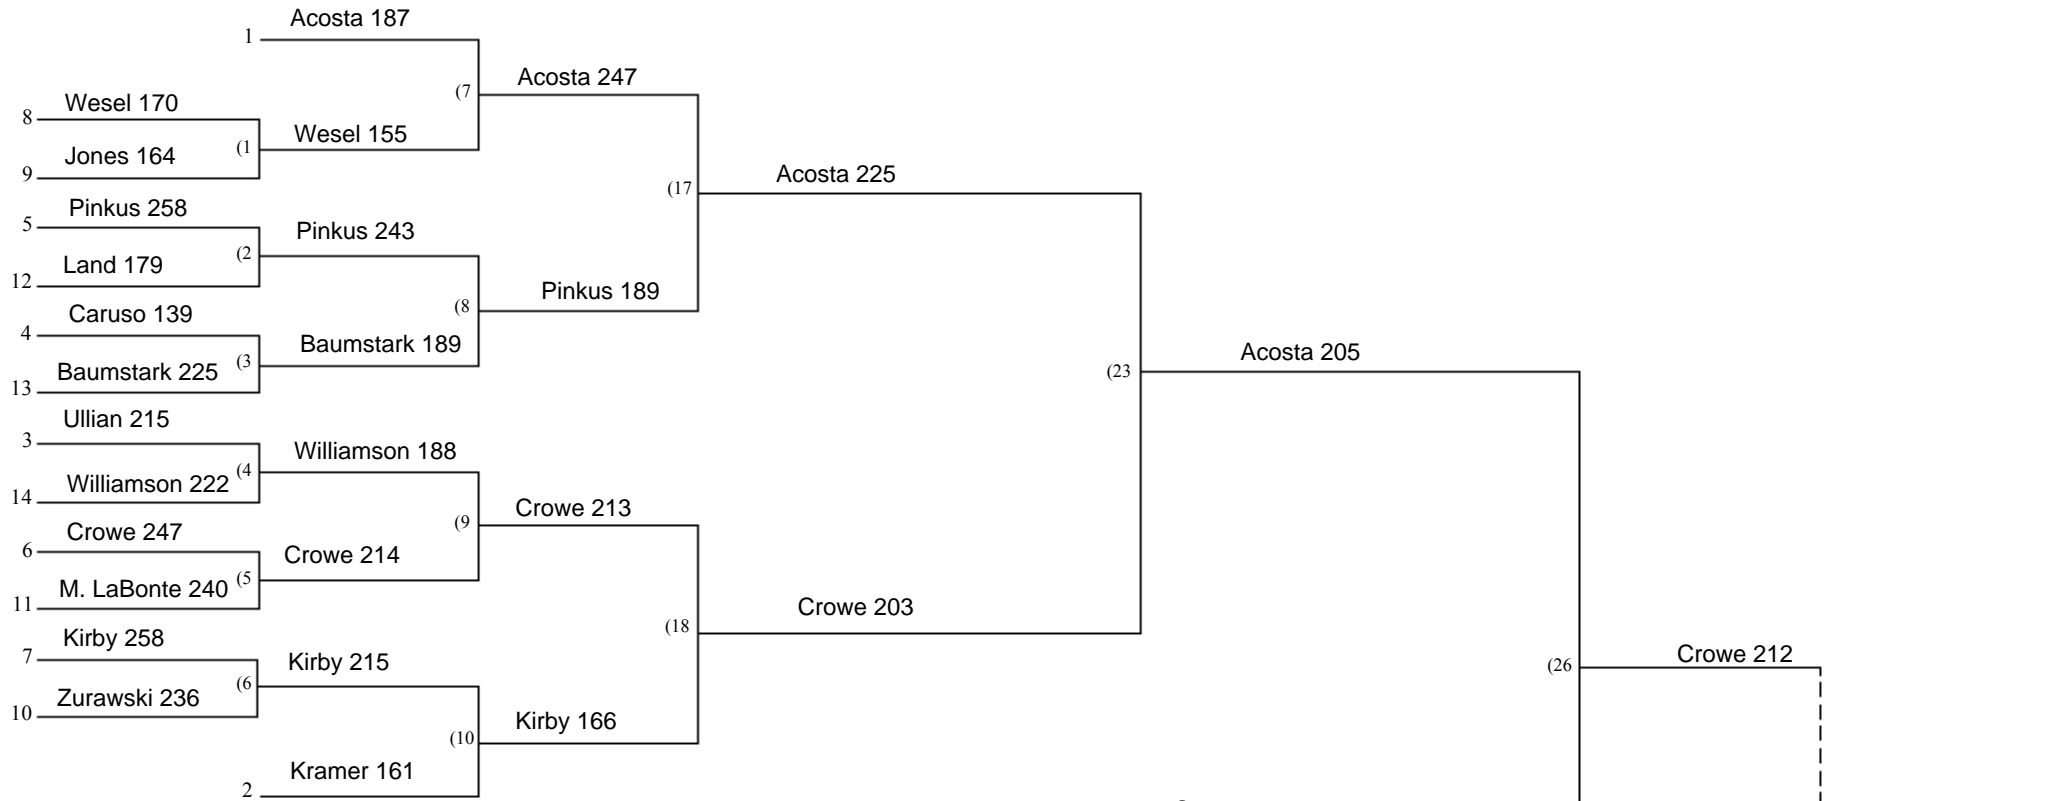 Acosta 187
1
Acosta 247
(7
Wesel 170
8
Wesel 155
(1
Jones 164
9
Acosta 225
(17
Pinkus 258
5
Pinkus 243
(2
Land 179
12
Pinkus 189
(8
Caruso 139
4
Baumstark 189
(3
Baumstark 225
13
Acosta 205
(23
Ullian 215
3
Williamson 188
(4
Williamson 222
14
Crowe 213
(9
Crowe 247
6
Crowe 214
(5
M. LaBonte 240
11
Crowe 203
(18
Kirby 258
7
Kirby 215
(6
Zurawski 236
10
Crowe 212
(26
Kirby 166
(10
Kramer 161
2